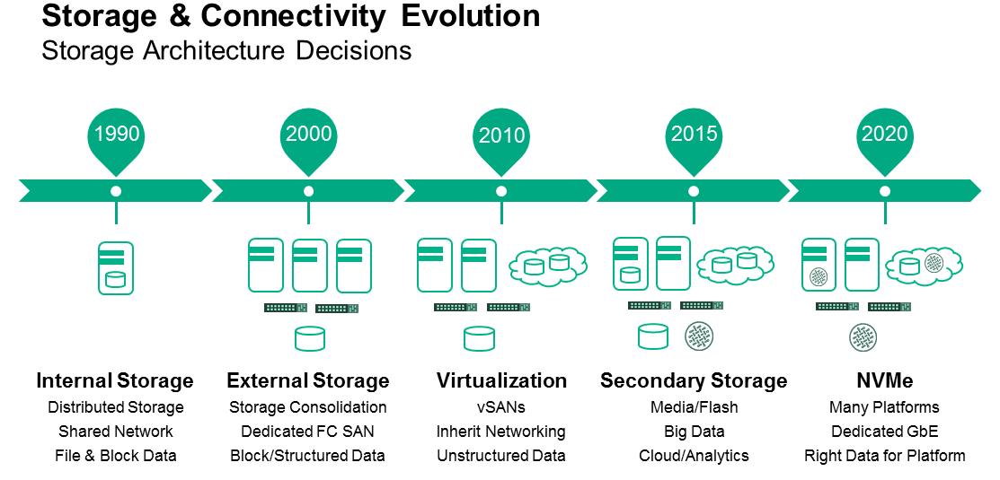 Storage & Connectivity Evolution
Storage Architecture Decisions
1990
2000
2010
2015
2020
Internal Storage
Distributed Storage
Shared Network
File & Block Data
External Storage
Storage Consolidation
Dedicated FC SAN
Block/Structured Data
Virtualization
vSANs
Inherit Networking
Unstructured Data
Secondary Storage
Media/Flash
Big Data
Cloud/Analytics
NVMe
Many Platforms
Dedicated GbE
Right Data for Platform